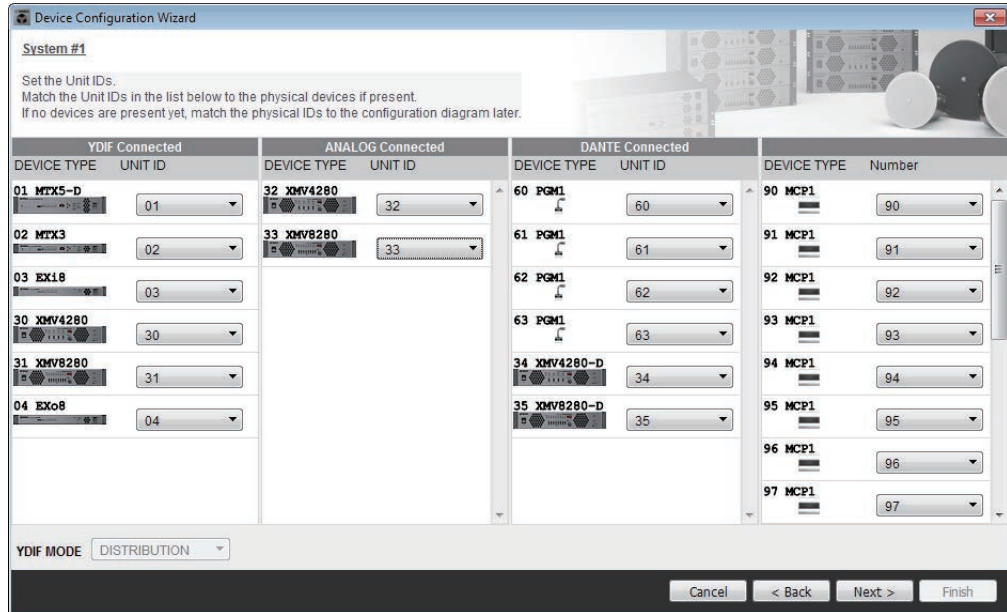 Device Configuration Wizard
System #1
Set the Unit IDs.
Match the Unit IDs in the list below to the physical devices if present.
If no devices are present yet, match the physical IDs to the configuration diagram later.
YDIF Connected
DEVICE TYPE UNIT ID
01 MTX5-D
01
02 MTX3
02
03 EXi8
03
30 XMV4280
30
31 XMV8280
31
04 EXo8
04
ANALOG Connected
DEVICE TYPE UNIT ID
32 XMV4280
32
33 XMV8280
33
DANTE Connected
DEVICE TYPE UNIT ID
60 PGM1
60
61 PGM1
61
62 PGM1
62
63 PGM1
63
34 XMV4280-D
34
35 XMV8280-D
35
DEVICE TYPE Number
90 MCP1
90
91 MCP1
91
92 MCP1
92
93 MCP1
93
94 MCP1
94
95 MCP1
95
96 MCP1
96
97 MCP1
97
YDIF MODE DISTRIBUTION
Cancel < Back Next > Finish